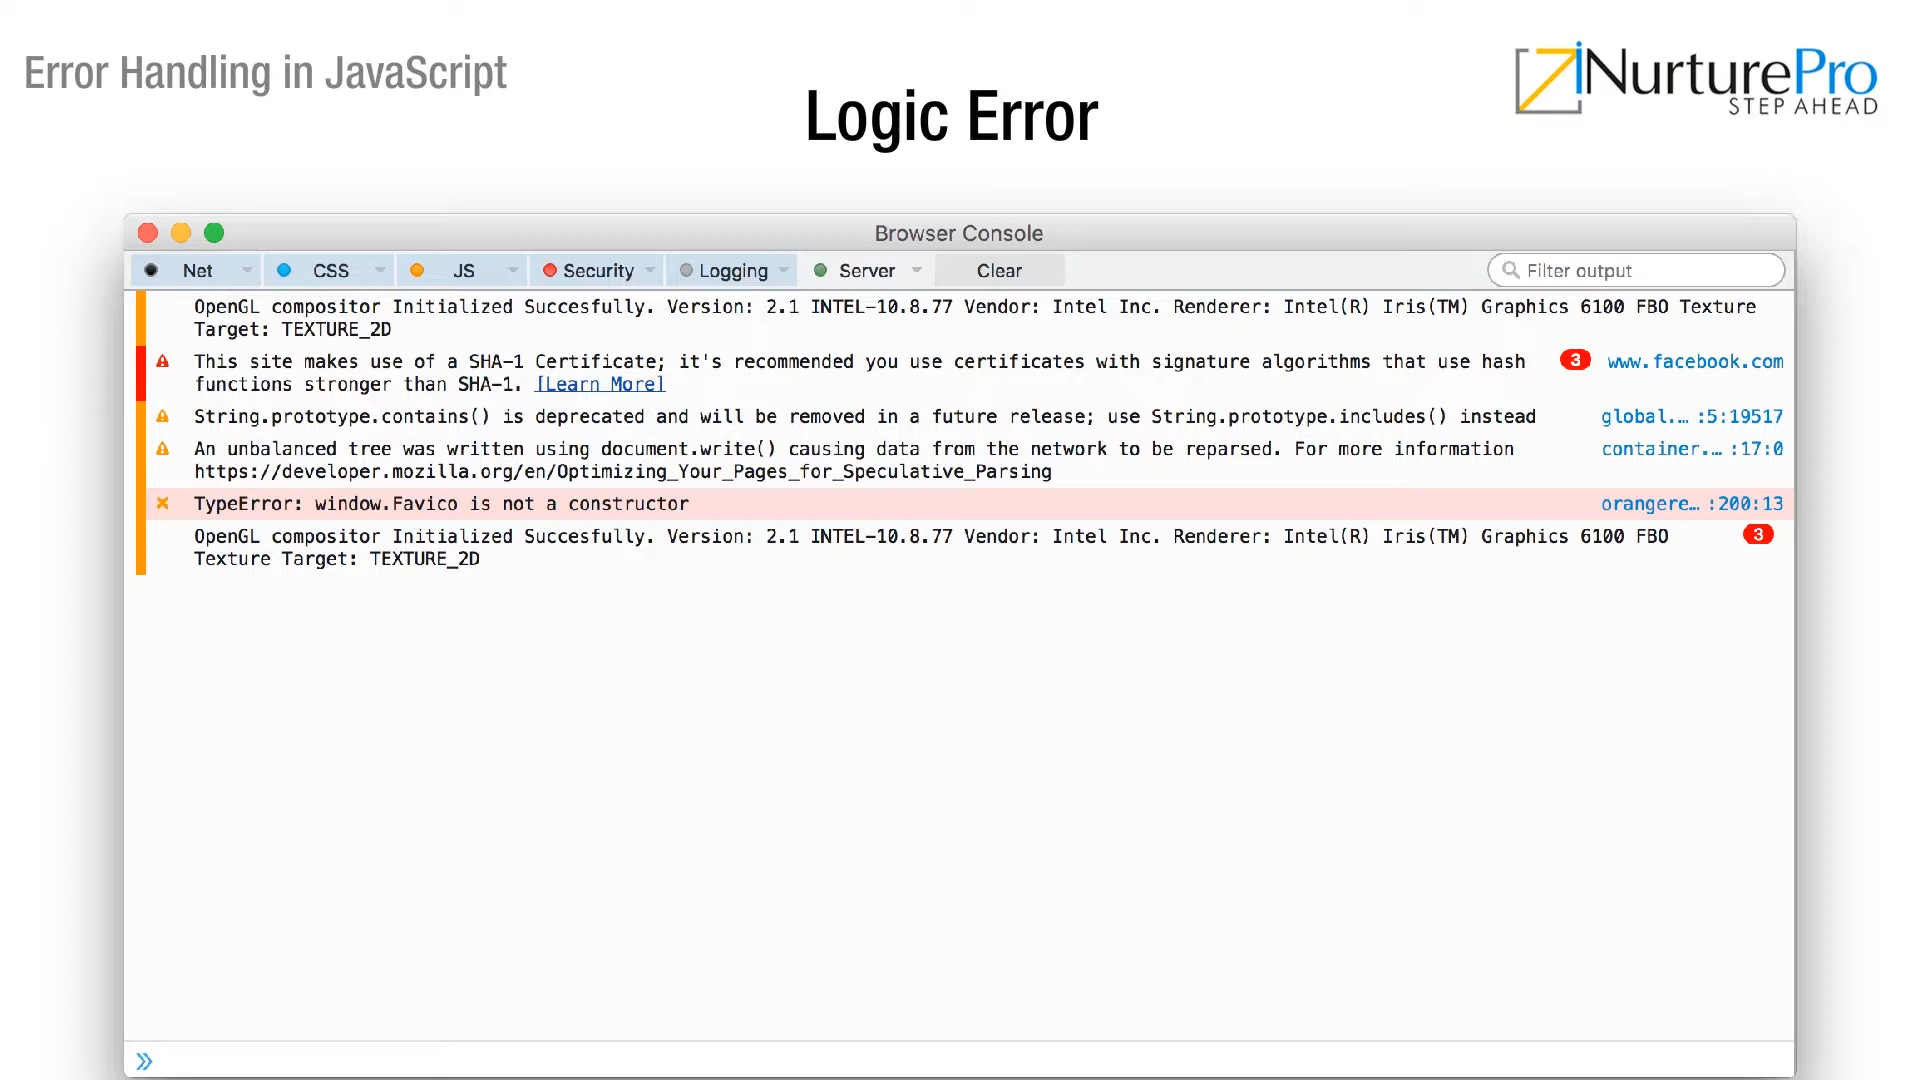 Error Handling in JavaScript
iNurturePro
STEP AHEAD
Logic Error
Browser Console
Net CSS JS Security Logging Server Clear Filter output
OpenGL compositor Initialized Succesfully. Version: 2.1 INTEL-10.8.77 Vendor: Intel Inc. Renderer: Intel(R) Iris(TM) Graphics 6100 FBO Texture
Target: TEXTURE_2D
This site makes use of a SHA-1 Certificate; it's recommended you use certificates with signature algorithms that use hash 3 www.facebook.com
functions stronger than SHA-1. [Learn More]
String.prototype.contains() is deprecated and will be removed in a future release; use String.prototype.includes() instead global.… :5:19517
An unbalanced tree was written using document.write() causing data from the network to be reparsed. For more information container.… :17:0
https://developer.mozilla.org/en/Optimizing_Your_Pages_for_Speculative_Parsing
TypeError: window.Favico is not a constructor orangere… :200:13
OpenGL compositor Initialized Succesfully. Version: 2.1 INTEL-10.8.77 Vendor: Intel Inc. Renderer: Intel(R) Iris(TM) Graphics 6100 FBO 3
Texture Target: TEXTURE_2D